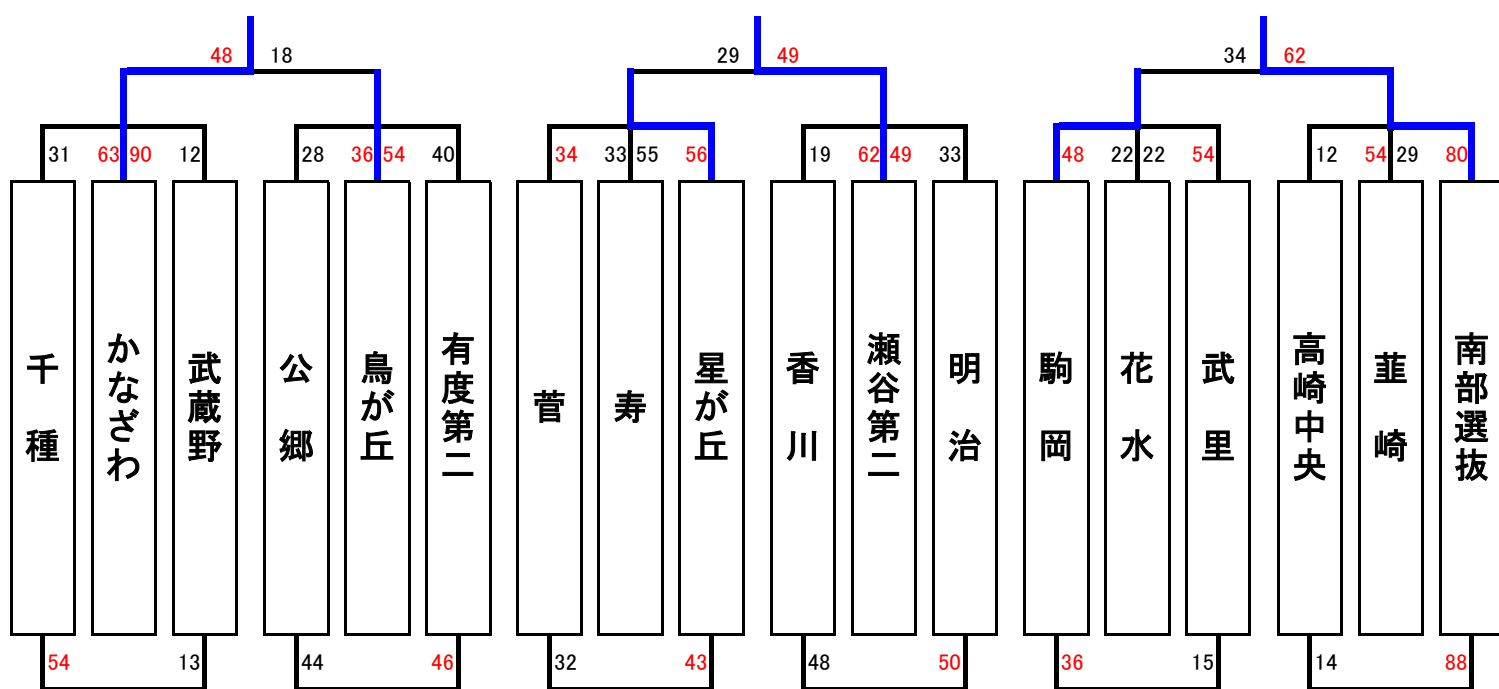 48 18 29 49 34 62
31 63 90 12 28 36 54 40 34 33 55 56 19 62 49 33 48 22 22 54 12 54 29 80
千種
かなざわ
武蔵野
公郷
鳥が丘
有度第二
菅
寿
星が丘
香川
瀬谷第二
明治
駒岡
花水
武里
高崎中央
韮崎
南部選抜
54 13 44 46 32 43 48 50 36 15 14 88